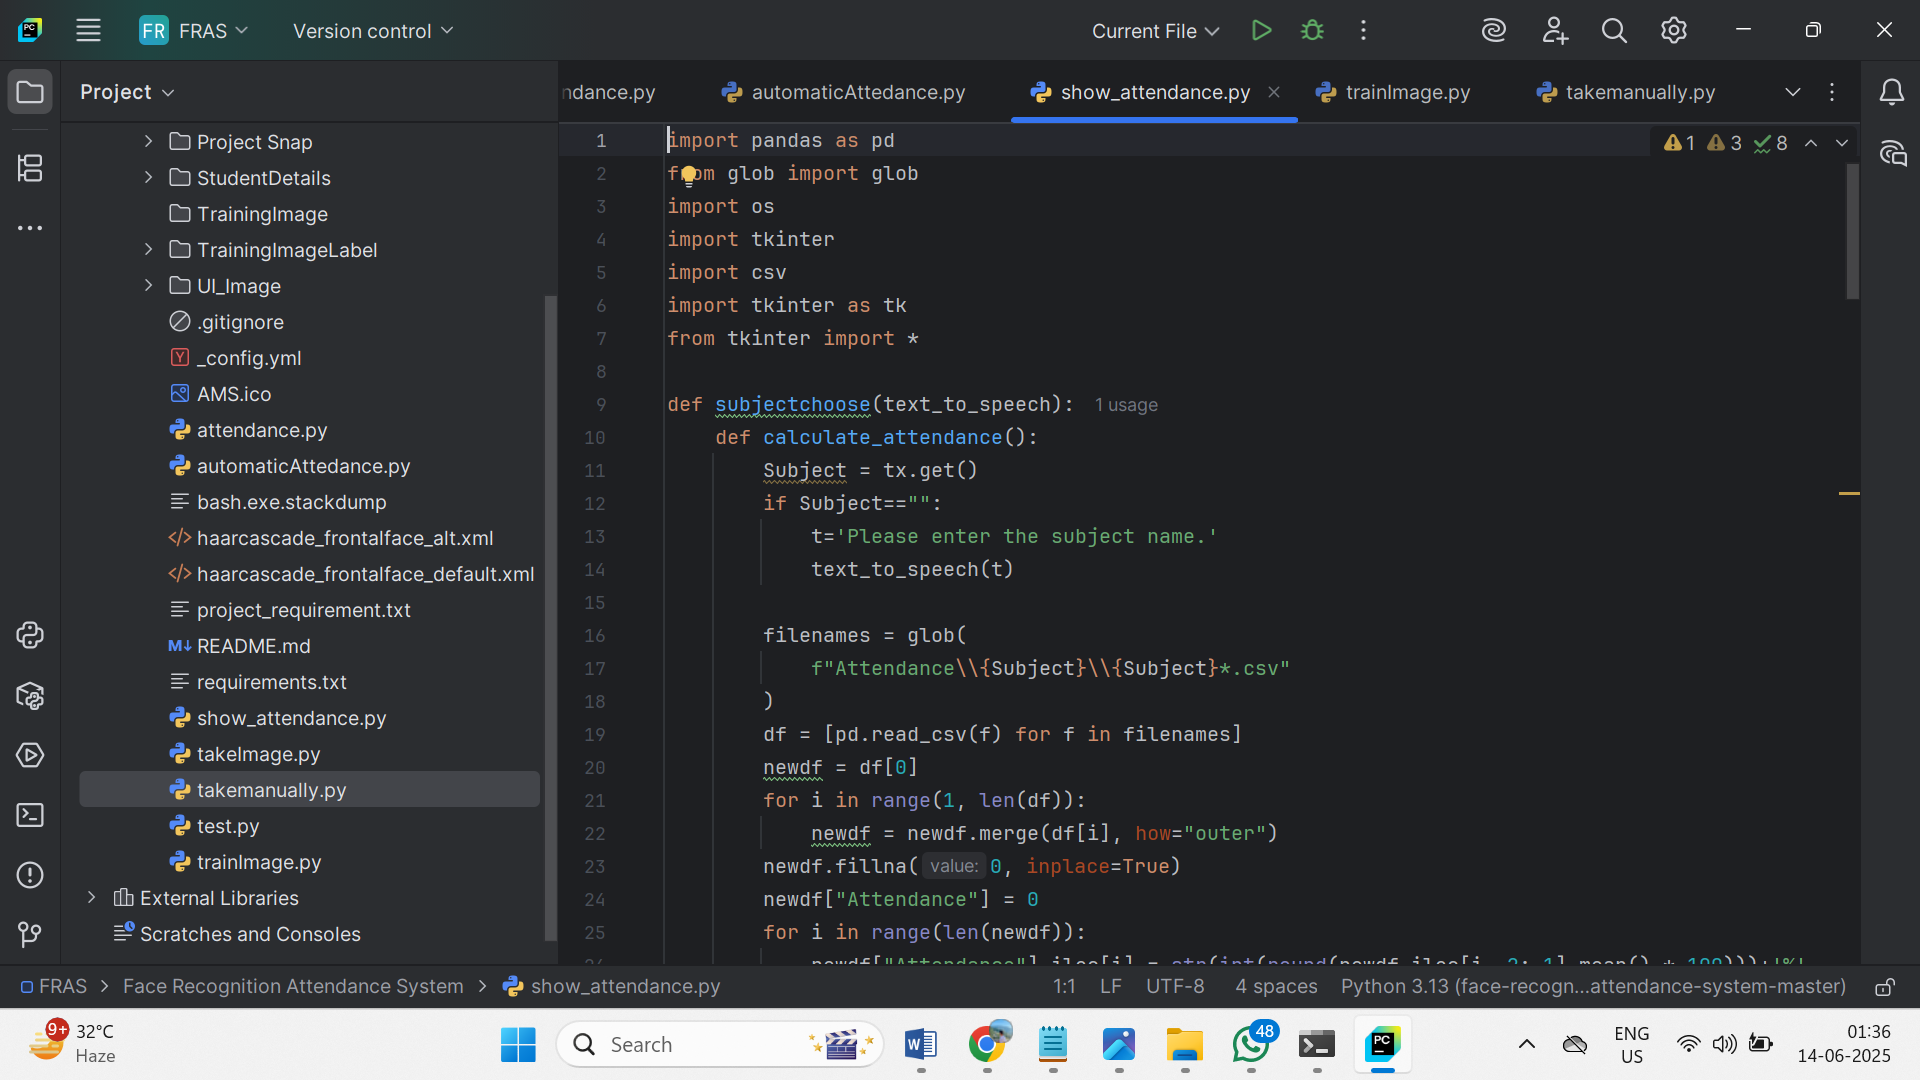 PC
FR FRAS
Version control
Current File
Project
ndance.py
automaticAttedance.py
show_attendance.py
trainImage.py
takemanually.py
Project Snap
StudentDetails
TrainingImage
TrainingImageLabel
UI_Image
.gitignore
Y _config.yml
AMS.ico
attendance.py
automaticAttedance.py
bash.exe.stackdump
</> haarcascade_frontalface_alt.xml
</> haarcascade_frontalface_default.xml
project_requirement.txt
M↓ README.md
requirements.txt
show_attendance.py
takeImage.py
takemanually.py
test.py
trainImage.py
External Libraries
Scratches and Consoles
1 import pandas as pd
1 3 8
2 from glob import glob
3 import os
4 import tkinter
5 import csv
6 import tkinter as tk
7 from tkinter import *
8
9 def subjectchoose(text_to_speech): 1 usage
10 def calculate_attendance():
11 Subject = tx.get()
12 if Subject=="":
13 t='Please enter the subject name.'
14 text_to_speech(t)
15
16 filenames = glob(
17 f"Attendance\\{Subject}\\{Subject}*.csv"
18 )
19 df = [pd.read_csv(f) for f in filenames]
20 newdf = df[0]
21 for i in range(1, len(df)):
22 newdf = newdf.merge(df[i], how="outer")
23 newdf.fillna( value: 0, inplace=True)
24 newdf["Attendance"] = 0
25 for i in range(len(newdf)):
FRAS > Face Recognition Attendance System > show_attendance.py
1:1 LF UTF-8 4 spaces Python 3.13 (face-recogn...attendance-system-master)
9+ 32°C
Haze
Search
W
48
PC
ENG
US
01:36
14-06-2025